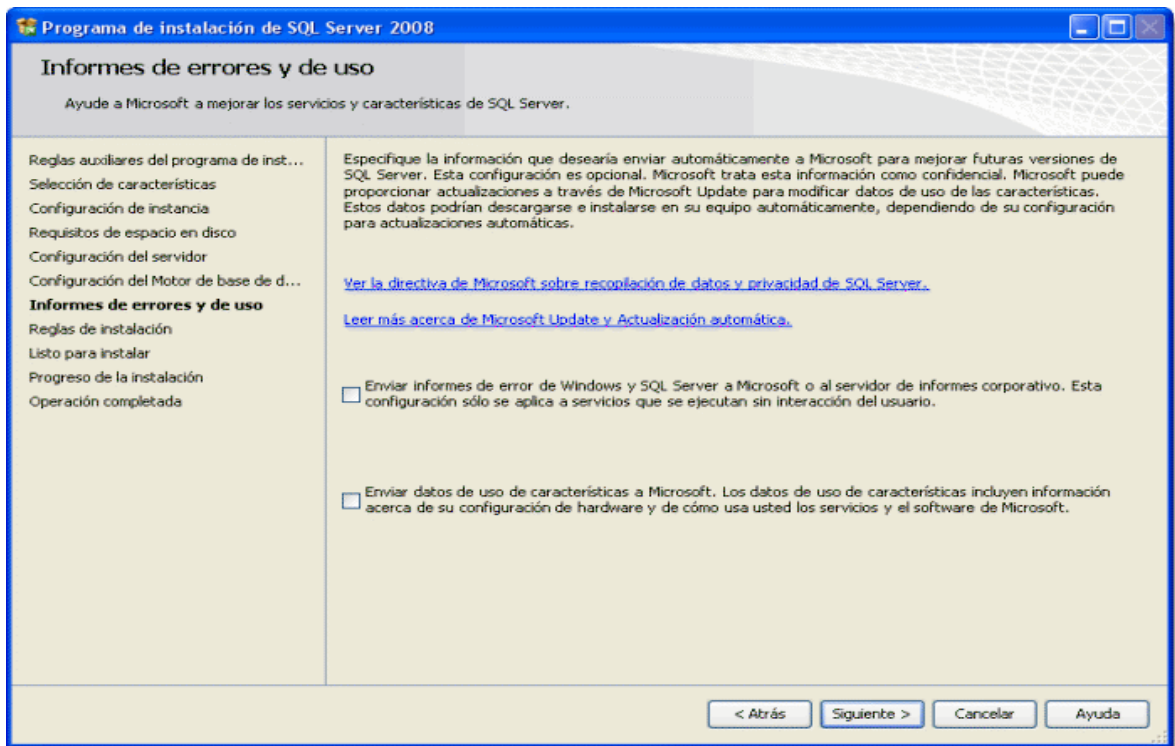 Programa de instalación de SQL Server 2008
Informes de errores y de uso
Ayude a Microsoft a mejorar los servicios y características de SQL Server.
Reglas auxiliares del programa de inst...
Selección de características
Configuración de instancia
Requisitos de espacio en disco
Configuración del servidor
Configuración del Motor de base de d...
Informes de errores y de uso
Reglas de instalación
Listo para instalar
Progreso de la instalación
Operación completada
Especifique la información que desearía enviar automáticamente a Microsoft para mejorar futuras versiones de
SQL Server. Esta configuración es opcional. Microsoft trata esta información como confidencial. Microsoft puede
proporcionar actualizaciones a través de Microsoft Update para modificar datos de uso de las características.
Estos datos podrían descargarse e instalarse en su equipo automáticamente, dependiendo de su configuración
para actualizaciones automáticas.
Ver la directiva de Microsoft sobre recopilación de datos y privacidad de SQL Server.
Leer más acerca de Microsoft Update y Actualización automática.
Enviar informes de error de Windows y SQL Server a Microsoft o al servidor de informes corporativo. Esta
configuración sólo se aplica a servicios que se ejecutan sin interacción del usuario.
Enviar datos de uso de características a Microsoft. Los datos de uso de características incluyen información
acerca de su configuración de hardware y de cómo usa usted los servicios y el software de Microsoft.
< Atrás
Siguiente >
Cancelar
Ayuda